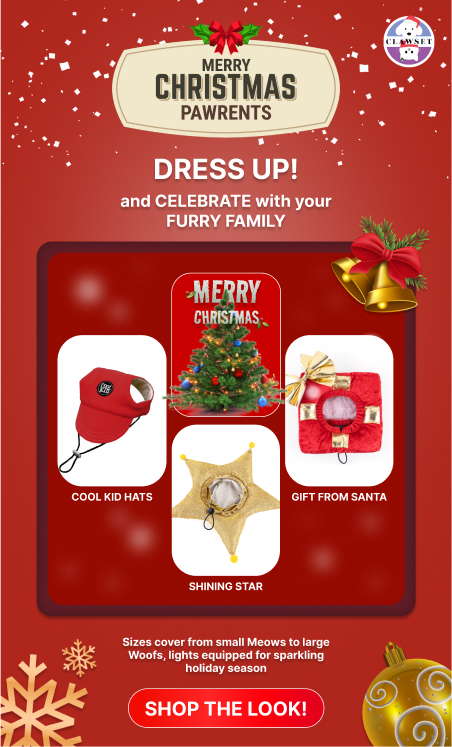 CLAWSET
MERRY
CHRISTMAS
PAWRENTS
DRESS UP!
and CELEBRATE with your
FURRY FAMILY
MERRY
CHRISTMAS
COOL KID HATS
GIFT FROM SANTA
SHINING STAR
Sizes cover from small Meows to large
Woofs, lights equipped for sparkling
holiday season
SHOP THE LOOK!